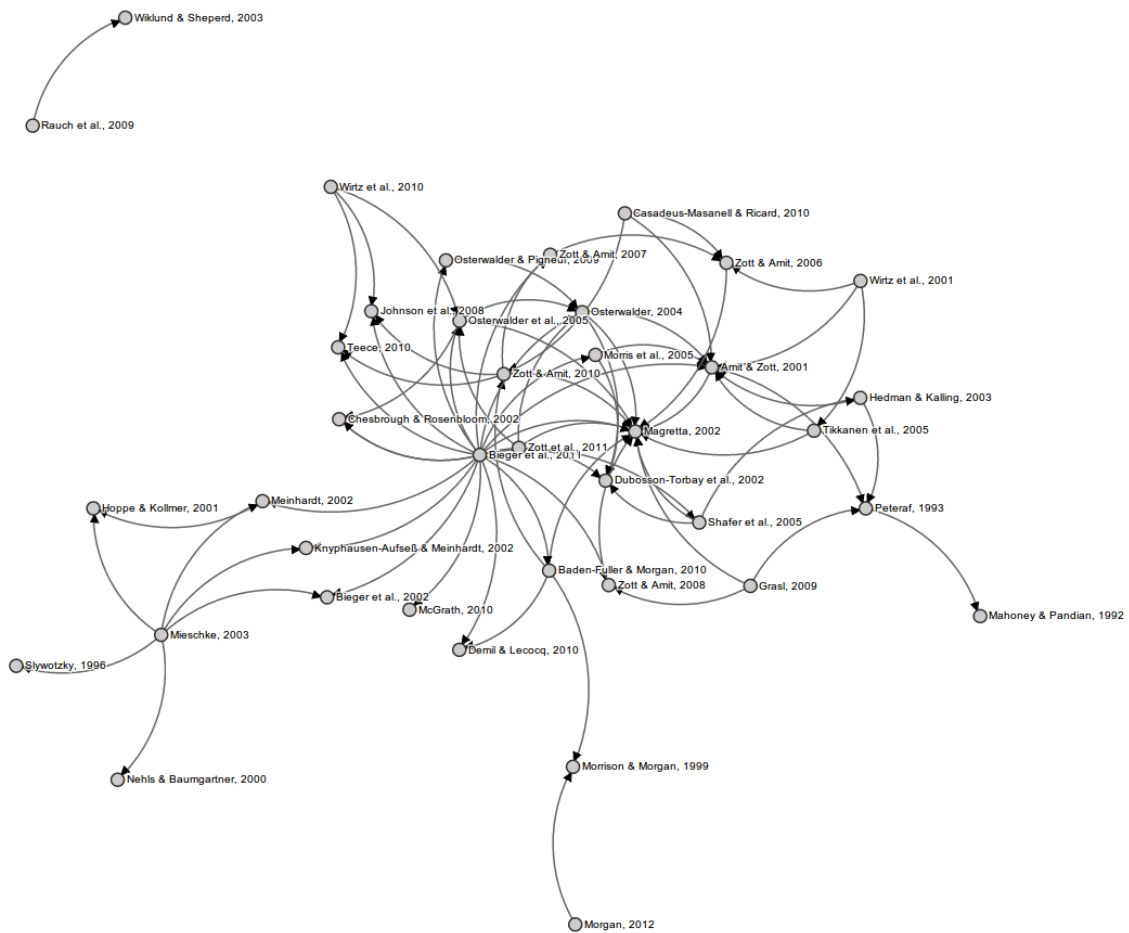 Wiklund & Sheperd, 2003
Rauch et al., 2009
Wirtz et al., 2010
Casadeus-Masanell & Ricard, 2010
Zott & Amit, 2007
Osterwalder & Pigneur, 2009
Zott & Amit, 2006
Wirtz et al., 2001
Johnson et al., 2008
Osterwalder, 2004
Osterwalder et al., 2005
Teece, 2010
Morris et al., 2005
Amit & Zott, 2001
Zott & Amit, 2010
Hedman & Kalling, 2003
Chesbrough & Rosenbloom, 2002
Magretta, 2002
Tikkanen et al., 2005
Zott et al., 2011
Bieger et al., 2011
Dubosson-Torbay et al., 2002
Meinhardt, 2002
Hoppe & Kollmer, 2001
Peteraf, 1993
Shafer et al., 2005
Knyphausen-Aufseß & Meinhardt, 2002
Baden-Fuller & Morgan, 2010
Zott & Amit, 2008
Grasl, 2009
Bieger et al., 2002
McGrath, 2010
Mahoney & Pandian, 1992
Mieschke, 2003
Demil & Lecocq, 2010
Slywotzky, 1996
Morrison & Morgan, 1999
Nehls & Baumgartner, 2000
Morgan, 2012